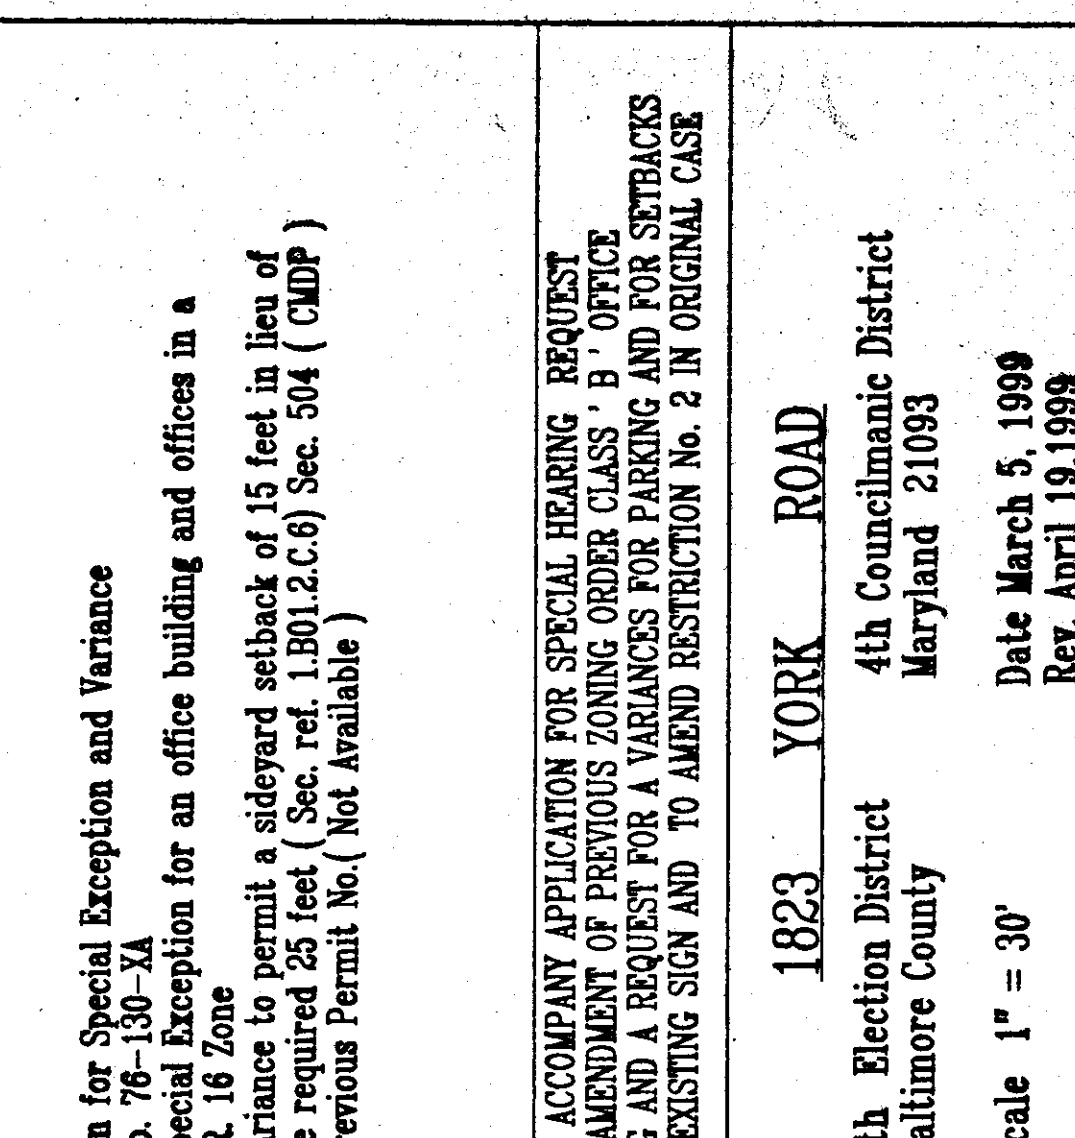 n for Special Exception and Variance
o. 76-130-XA
pecial Exception for an office building and offices in a
R. 16 Zone
riance to permit a sideyard setback of 15 feet in lieu of
e required 25 feet ( Sec. ref. 1.B01.2.C.6) Sec. 504 ( CMDP )
revious Permit No.( Not Available )
ACCOMPANY APPLICATION FOR SPECIAL HEARING REQUEST
AMENDMENT OF PREVIOUS ZONING ORDER CLASS ' B ' OFFICE
G AND A REQUEST FOR A VARIANCES FOR PARKING AND FOR SETBACKS
EXISTING SIGN AND TO AMEND RESTRICTION No. 2 IN ORIGINAL CASE
1823 YORK ROAD
th Election District 4th Councilmanic District
altimore County Maryland 21093
cale 1" = 30' Date March 5, 1999
Rev. April 19,1999